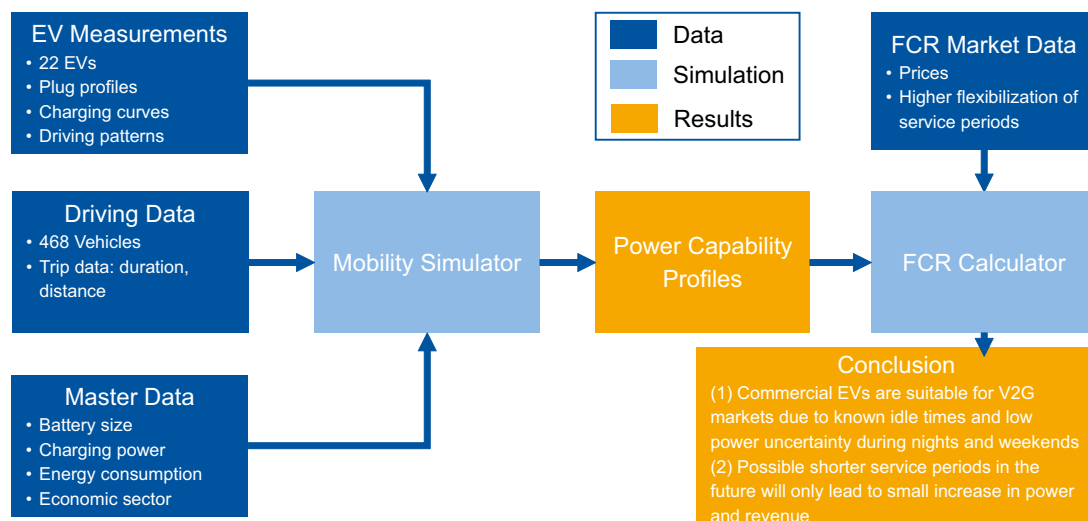 EV Measurements
• 22 EVs
• Plug profiles
• Charging curves
• Driving patterns
Data
Simulation
Results
FCR Market Data
• Prices
• Higher flexibilization of
service periods
Driving Data
• 468 Vehicles
• Trip data: duration,
distance
Mobility Simulator
Power Capability
Profiles
FCR Calculator
Master Data
• Battery size
• Charging power
• Energy consumption
• Economic sector
Conclusion
(1) Commercial EVs are suitable for V2G
markets due to known idle times and low
power uncertainty during nights and weekends
(2) Possible shorter service periods in the
future will only lead to small increase in power
and revenue